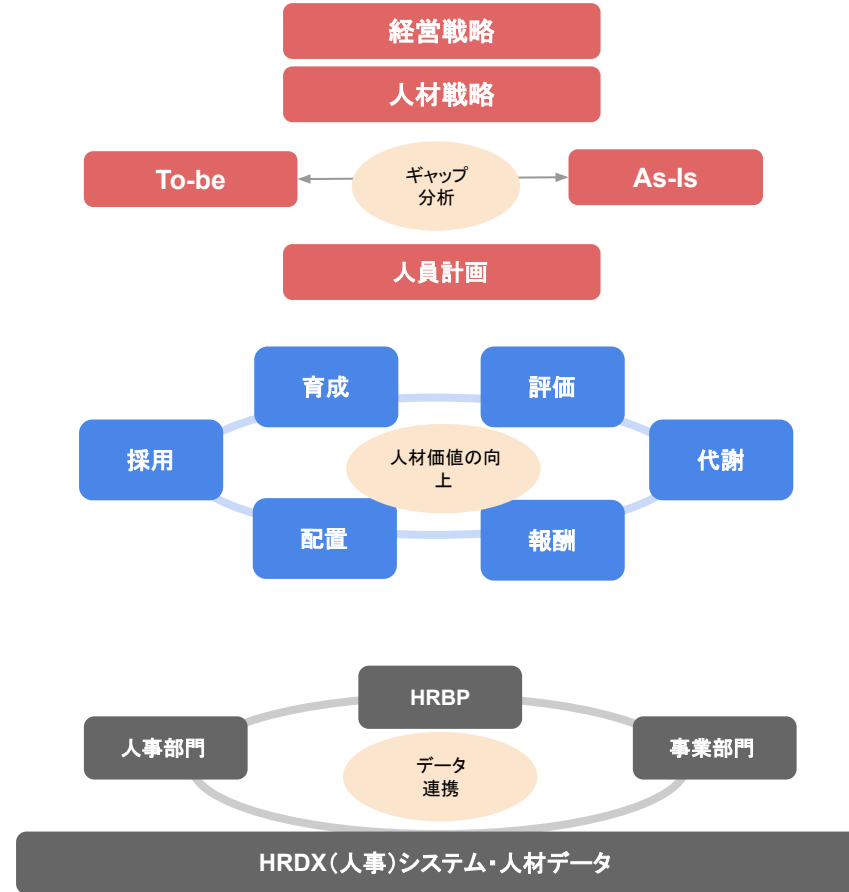 経営戦略
人材戦略
To-be
ギャップ
分析
As-Is
人員計画
育成
評価
採用
人材価値の向
上
代謝
配置
報酬
HRBP
人事部門
データ
連携
事業部門
HRDX(人事)システム・人材データ